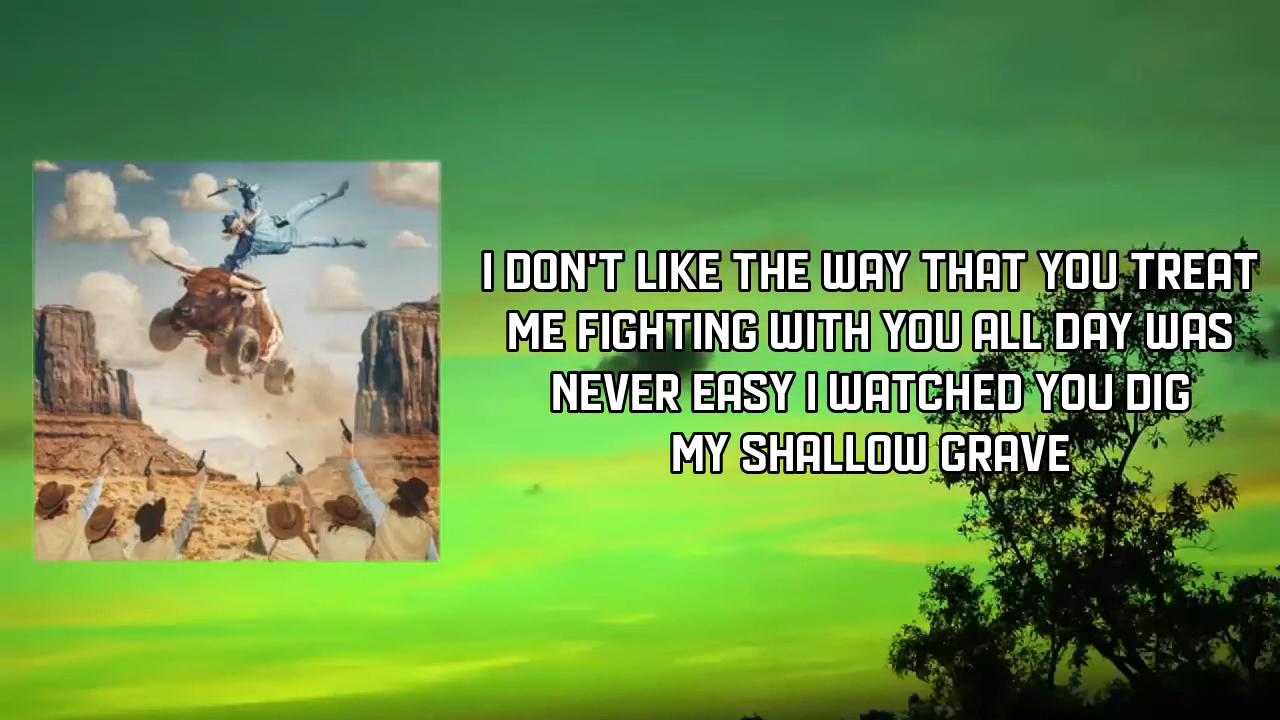 I DON'T LIKE THE WAY THAT YOU TREAT
ME FIGHTING WITH YOU ALL DAY WAS
NEVER EASY I WATCHED YOU DIG
MY SHALLOW GRAVE